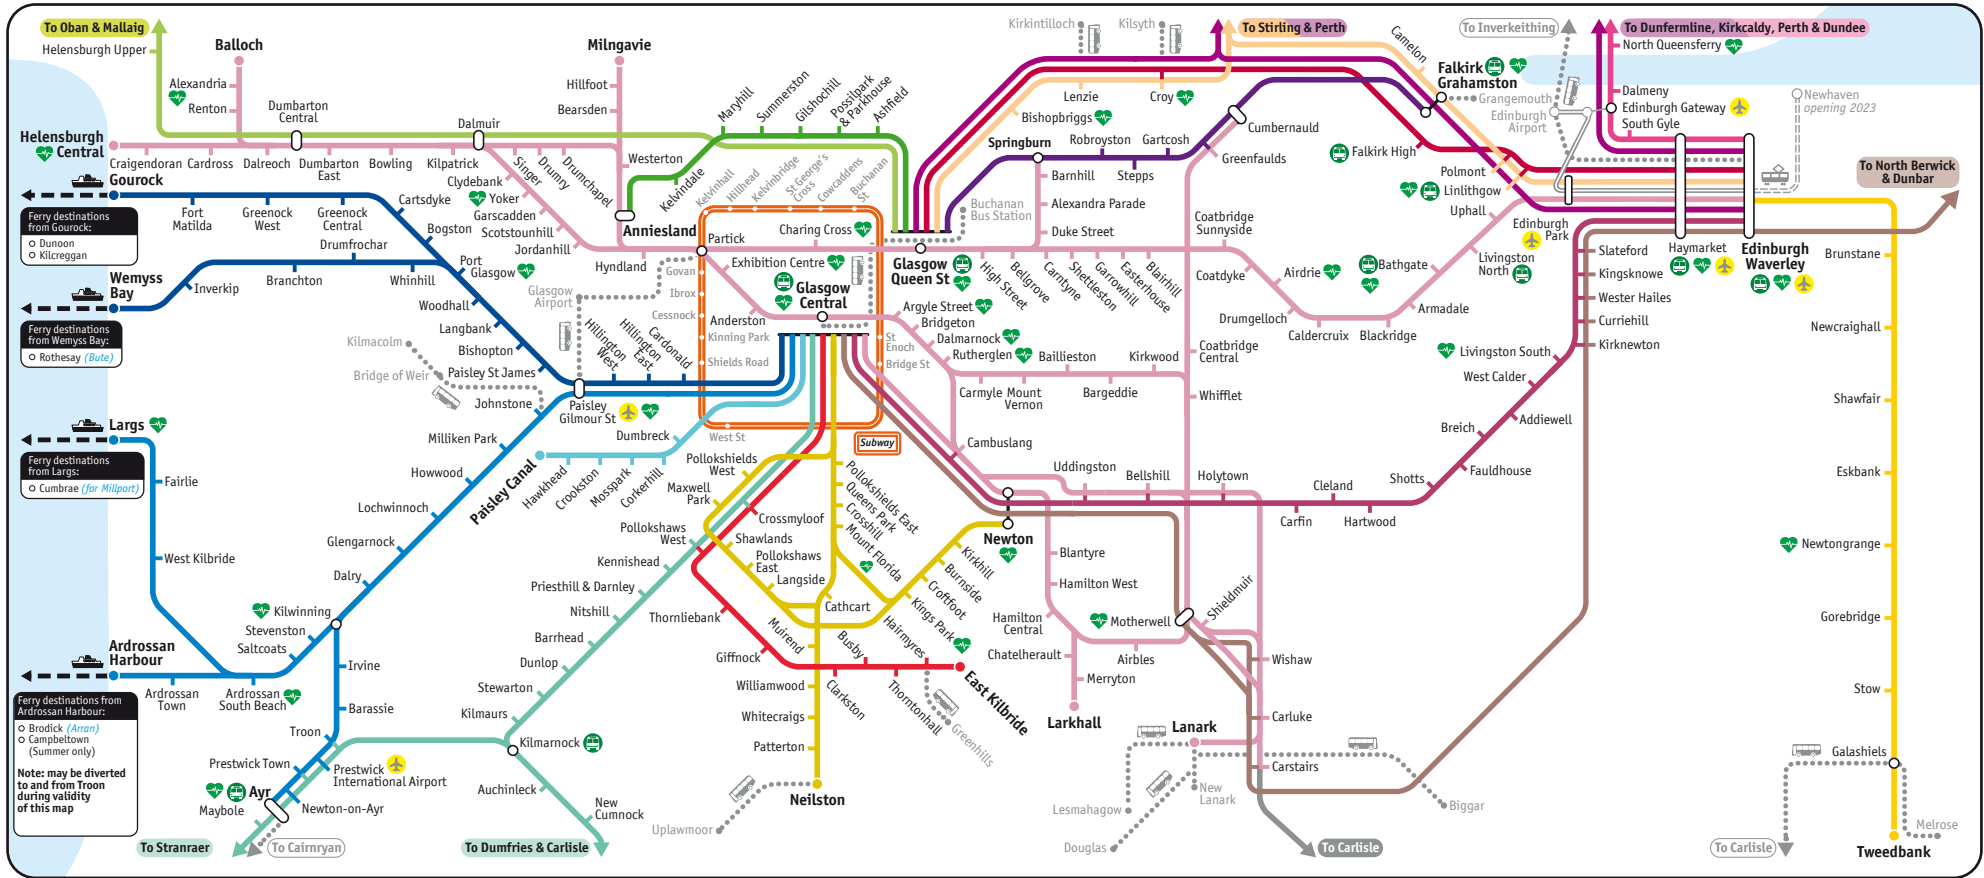 To Oban & Mallaig
Helensburgh Upper
Balloch
Alexandria
Renton
Dumbarton
Central
Milngavie
Hillfoot
Bearsden
Westerton
Dalmuir
Helensburgh
Central
Craigendoran
Cardross
Dalreoch
Dumbarton
East
Bowling
Kilpatrick
Singer
Drumry
Drumchapel
Clydebank
Yoker
Garscadden
Scotstounhill
Jordanhill
Hyndland
Anniesland
Kelvindale
Maryhill
Summerston
Gilshochill
Possilpark
& Parkhouse
Ashfield
Kelvinhall
Hillhead
Kelvinbridge
St George's
Cross
Cowcaddens
Buchanan
St
Partick
Govan
Ibrox
Cessnock
Kinning Park
Shields Road
West St
Bridge St
St
Enoch
Subway
Charing Cross
Exhibition Centre
Anderston
Glasgow
Central
Glasgow
Queen St
Buchanan
Bus Station
Gourock
Ferry destinations
from Gourock:
Dunoon
Kilcreggan
Fort
Matilda
Greenock
West
Greenock
Central
Cartsdyke
Bogston
Port
Glasgow
Drumfrochar
Whinhill
Branchton
Inverkip
Wemyss
Bay
Ferry destinations
from Wemyss Bay:
Rothesay (Bute)
Woodhall
Langbank
Bishopton
Paisley St James
Glasgow
Airport
Kilmacolm
Bridge of Weir
Hillington
West
Hillington
East
Cardonald
Paisley
Gilmour St
Johnstone
Milliken Park
Howwood
Lochwinnoch
Glengarnock
Dalry
Kilwinning
Stevenston
Saltcoats
Largs
Ferry destinations
from Largs:
Cumbrae (for Millport)
Fairlie
West Kilbride
Ardrossan
Harbour
Ardrossan
Town
Ardrossan
South Beach
Ferry destinations from
Ardrossan Harbour:
Brodick (Arran)
Campbeltown
(Summer only)
Note: may be diverted
to and from Troon
during validity
of this map
Irvine
Barassie
Troon
Prestwick Town
Prestwick
International Airport
Newton-on-Ayr
Ayr
Maybole
To Stranraer
To Cairnryan
Paisley Canal
Hawkhead
Crookston
Mosspark
Corkerhill
Dumbreck
Pollokshields
West
Maxwell
Park
Crossmyloof
Pollokshaws
West
Shawlands
Pollokshaws
East
Langside
Kennishead
Priesthill & Darnley
Nitshill
Barrhead
Dunlop
Stewarton
Kilmaurs
Kilmarnock
Auchinleck
New
Cumnock
To Dumfries & Carlisle
Thornliebank
Giffnock
Muirend
Williamwood
Whitecraigs
Patterton
Neilston
Uplawmoor
Clarkston
Busby
Thorntonhall
Hairmyres
East Kilbride
Greenhills
Pollokshields East
Queens Park
Crosshill
Mount Florida
Cathcart
Kings Park
Croftfoot
Burnside
Kirkhill
Newton
Kirkintilloch
Kilsyth
To Stirling & Perth
Lenzie
Croy
Bishopbriggs
Springburn
Robroyston
Gartcosh
Stepps
Cumbernauld
Greenfaulds
Barnhill
Alexandra Parade
Duke Street
High Street
Bellgrove
Carntyne
Shettleston
Garrowhill
Easterhouse
Blairhill
Coatbridge
Sunnyside
Coatdyke
Airdrie
Drumgelloch
Caldercruix
Blackridge
Armadale
Bathgate
Livingston
North
Uphall
Linlithgow
Polmont
Falkirk High
Camelon
Falkirk
Grahamston
Grangemouth
Edinburgh
Airport
To Inverkeithing
To Dunfermline, Kirkcaldy, Perth & Dundee
North Queensferry
Dalmeny
Edinburgh Gateway
South Gyle
Newhaven
opening 2023
Edinburgh
Park
Haymarket
Edinburgh
Waverley
To North Berwick
& Dunbar
Argyle Street
Bridgeton
Dalmarnock
Rutherglen
Carmyle
Mount
Vernon
Baillieston
Bargeddie
Kirkwood
Coatbridge
Central
Whifflet
Cambuslang
Uddingston
Bellshill
Holytown
Carfin
Cleland
Hartwood
Shotts
Fauldhouse
Breich
Addiewell
West Calder
Livingston South
Kirknewton
Curriehill
Wester Hailes
Kingsknowe
Slateford
Blantyre
Hamilton West
Hamilton
Central
Chatelherault
Merryton
Larkhall
Airbles
Motherwell
Shieldmuir
Wishaw
Carluke
Carstairs
Lanark
New
Lanark
Lesmahagow
Douglas
Biggar
To Carlisle
Brunstane
Newcraighall
Shawfair
Eskbank
Newtongrange
Gorebridge
Stow
Galashiels
Tweedbank
Melrose
To Carlisle